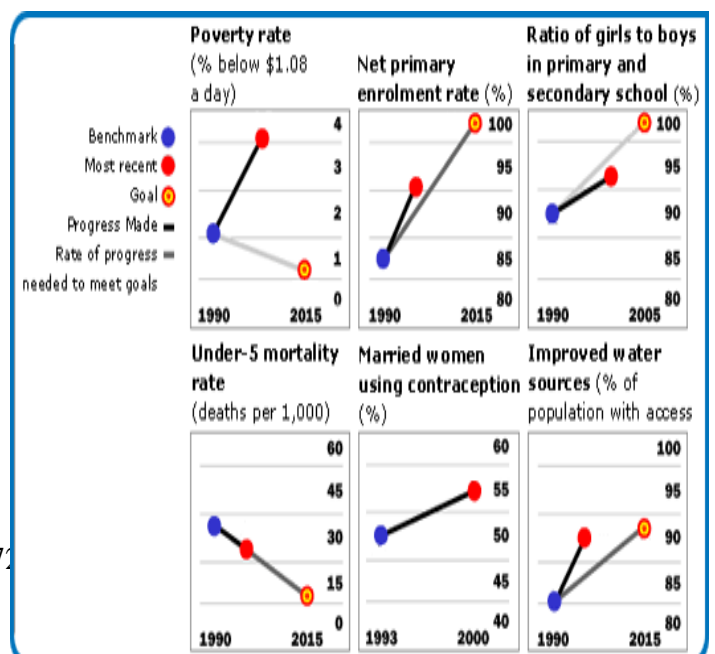 Poverty rate
(% below $1.08
a day)
Net primary
enrolment rate (%)
Ratio of girls to boys
in primary and
secondary school (%)
Benchmark
Most recent
Goal
Progress Made
Rate of progress
needed to meet goals
4
3
2
1
0
1990 2015
100
95
90
85
80
1990 2015
100
95
90
85
80
1990 2005
Under-5 mortality
rate
(deaths per 1,000)
Married women
using contraception
(%)
Improved water
sources (% of
population with access
60
45
30
15
0
1990 2015
60
55
50
45
40
1993 2000
100
95
90
85
80
1990 2015